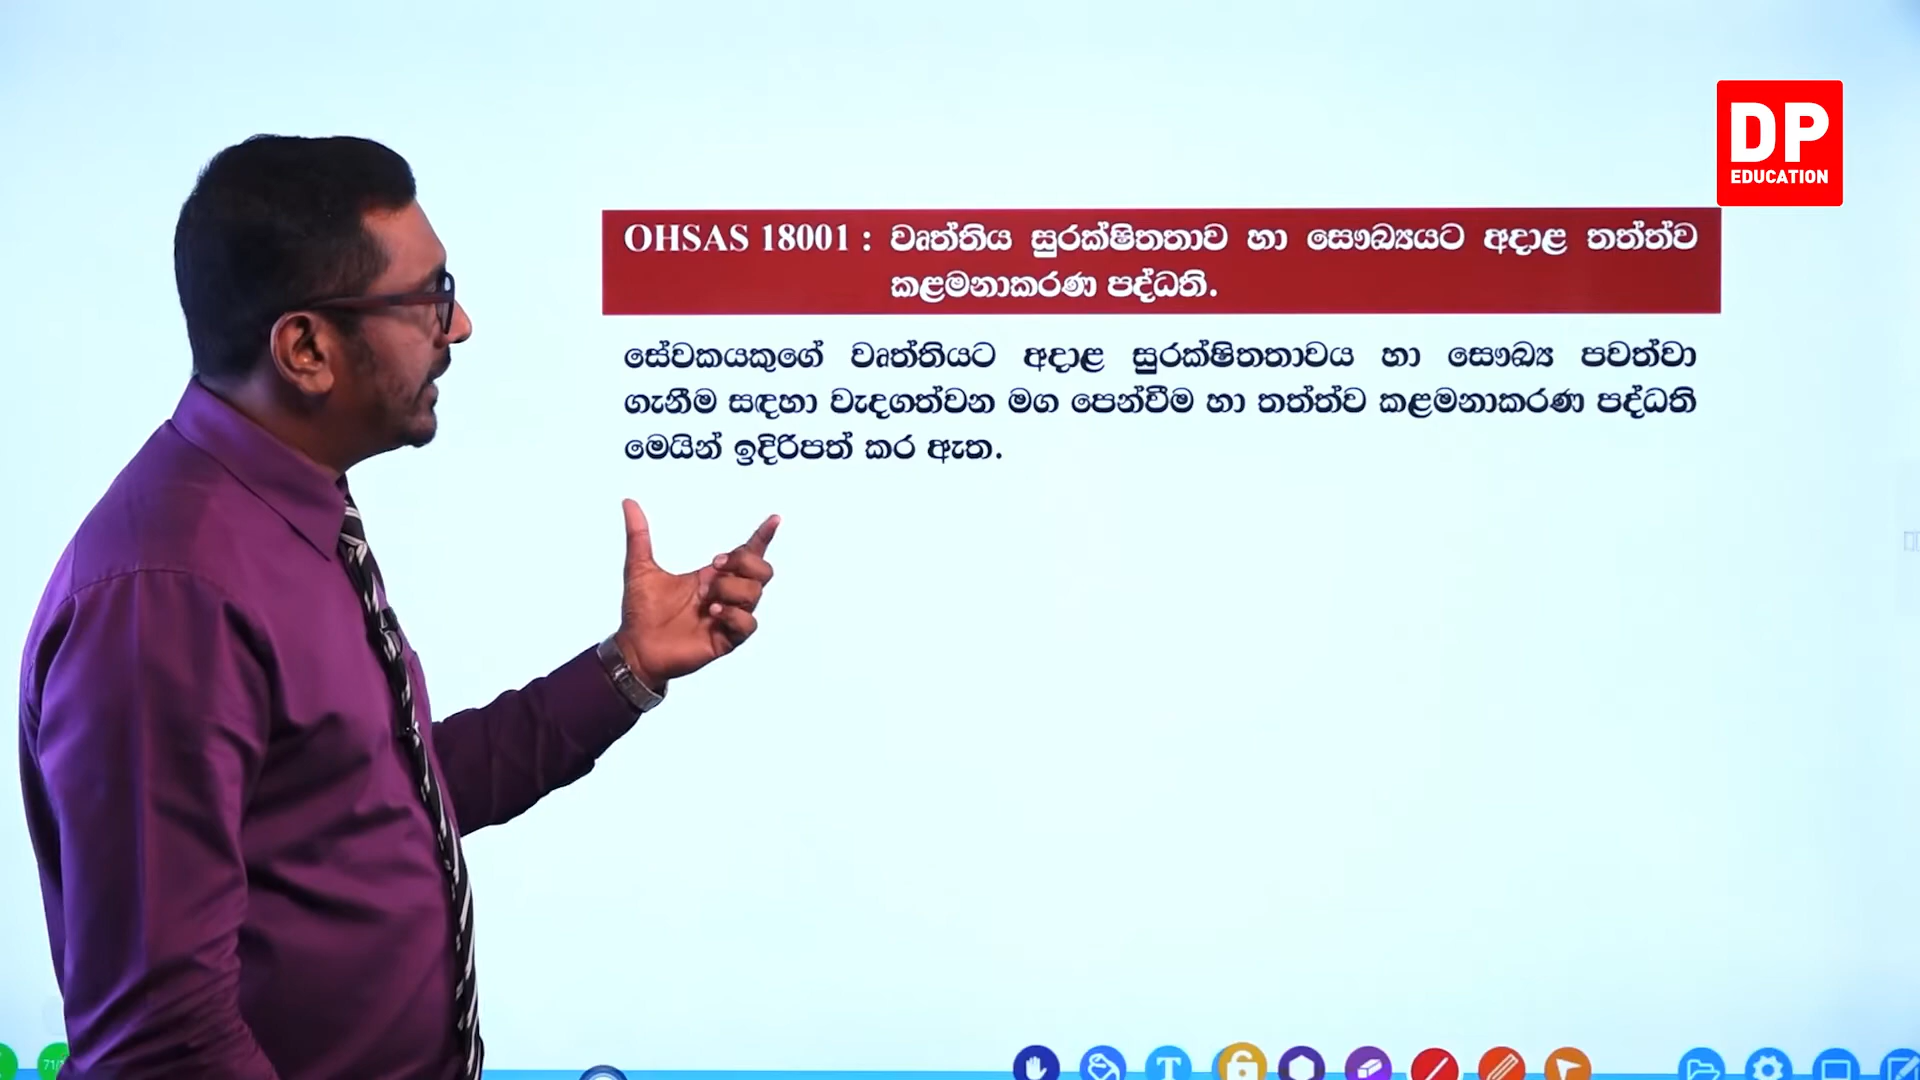 DP
EDUCATION
OHSAS 18001 : වෘත්තිය සුරක්ෂිතතාව හා සෞඛ්‍යයට අදාළ තත්ත්ව
කළමනාකරණ පද්ධති.
සේවකයකුගේ වෘත්තියට අදාළ සුරක්ෂිතතාවය හා සෞඛ්‍ය පවත්වා
ගැනීම සඳහා වැදගත්වන මග පෙන්වීම හා තත්ත්ව කළමනාකරණ පද්ධති
මෙයින් ඉදිරිපත් කර ඇත.